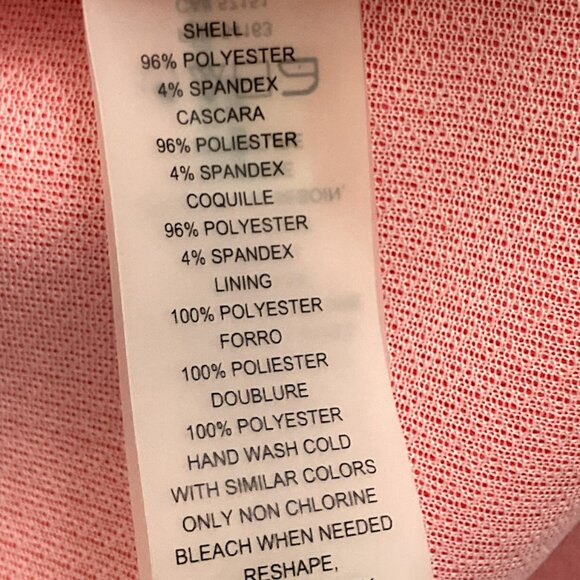 SHELL
96% POLYESTER
4% SPANDEX
CASCARA
96% POLIESTER
4% SPANDEX
COQUILLE
96% POLYESTER
4% SPANDEX
LINING
100% POLYESTER
FORRO
100% POLIESTER
DOUBLURE
100% POLYESTER
HAND WASH COLD
WITH SIMILAR COLORS
ONLY NON CHLORINE
BLEACH WHEN NEEDED
RESHAPE,